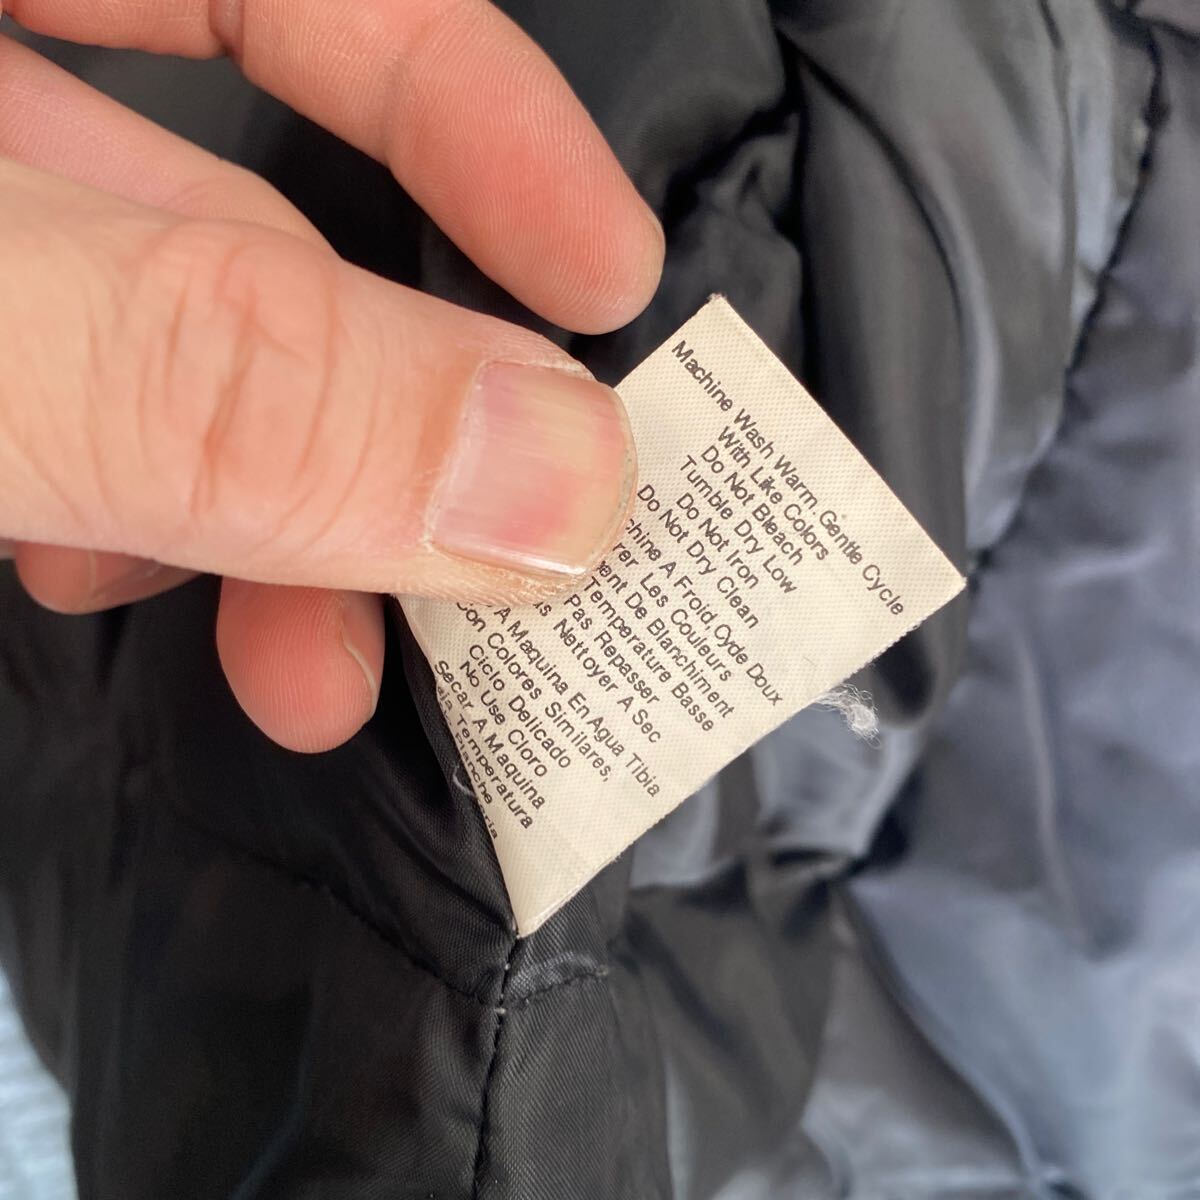 Machine Wash Warm, Gentle Cycle
With Like Colors
Do Not Bleach
Tumble Dry Low
Do Not Iron
Do Not Dry Clean
A Froid, Cycle Doux
Les Couleurs
De Blanchiment
Temperature Basse
Pas Repasser
Nettoyer A Sec
A Maquina En Agua Tibia
Con Colores Similares,
Ciclo Delicado
No Use Cloro
Secar A Maquina
Temperatura